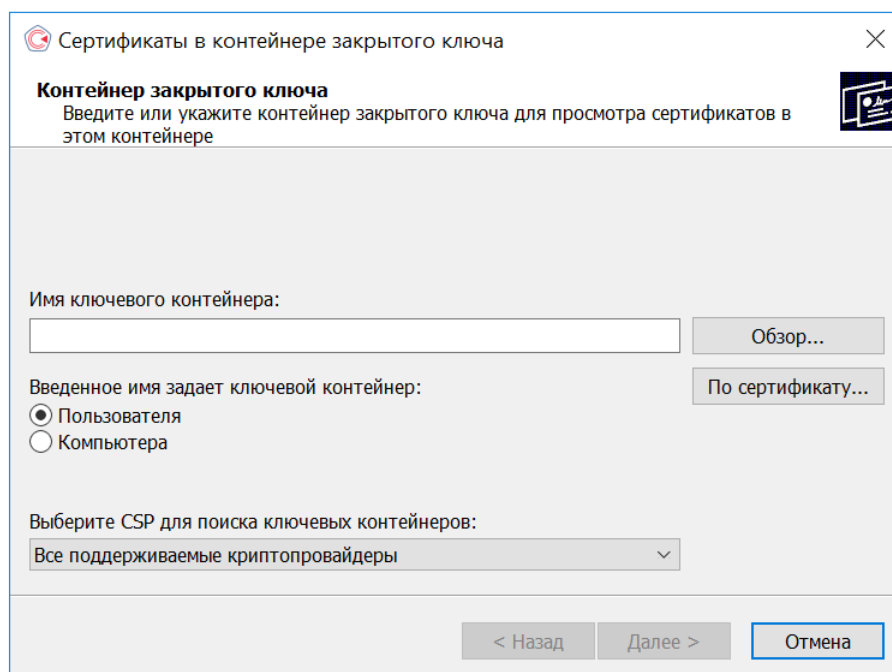 Сертификаты в контейнере закрытого ключа
Контейнер закрытого ключа
Введите или укажите контейнер закрытого ключа для просмотра сертификатов в
этом контейнере
Имя ключевого контейнера:
Обзор...
Введенное имя задает ключевой контейнер:
По сертификату...
Пользователя
Компьютера
Выберите CSP для поиска ключевых контейнеров:
Все поддерживаемые криптопровайдеры
< Назад
Далее >
Отмена